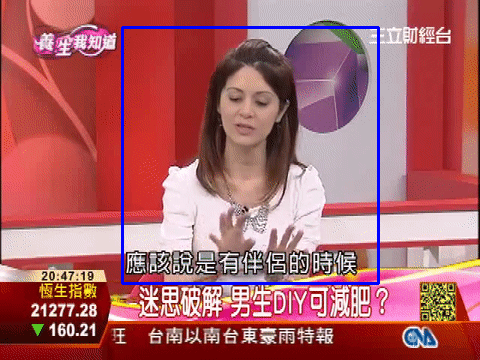 養生我知道
三立財經台
應該說是有伴侶的時候
20:47:19
恆生指數
21277.28
▼160.21
迷思破解 男生DIY可減肥？
旺 台南以南台東豪雨特報
CNA